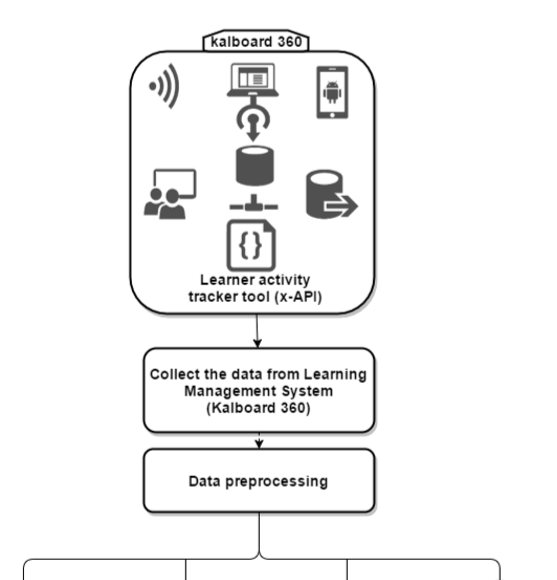 kalboard 360
{}
Learner activity
tracker tool (x-API)
Collect the data from Learning
Management System
(Kalboard 360)
Data preprocessing